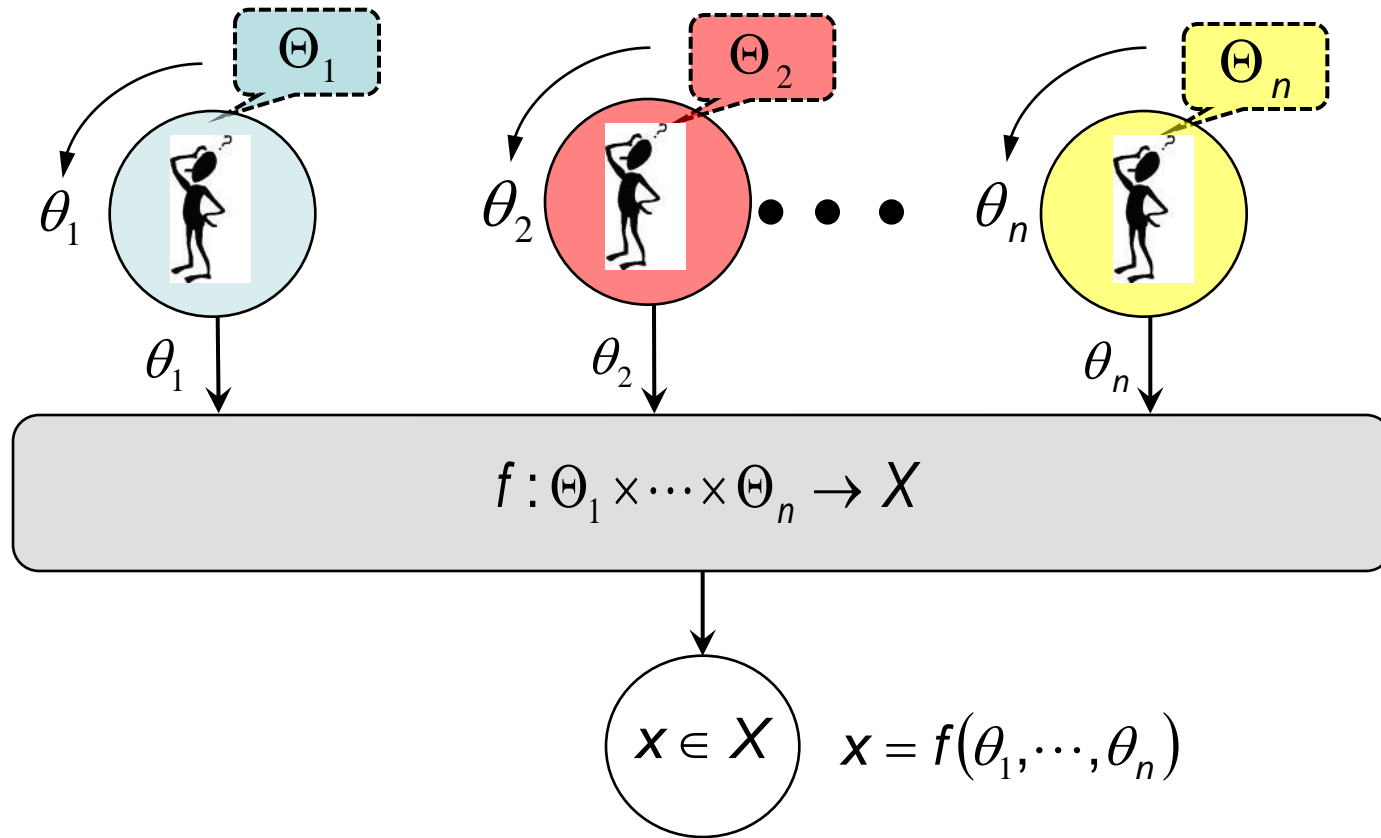 Θ₁
Θ₂
Θₙ
θ₁
?
θ₂
?
• • •
θₙ
?
θ₁
θ₂
θₙ
f : Θ₁ × ⋯ × Θₙ → X
x ∈ X
x = f(θ₁, ⋯, θₙ)